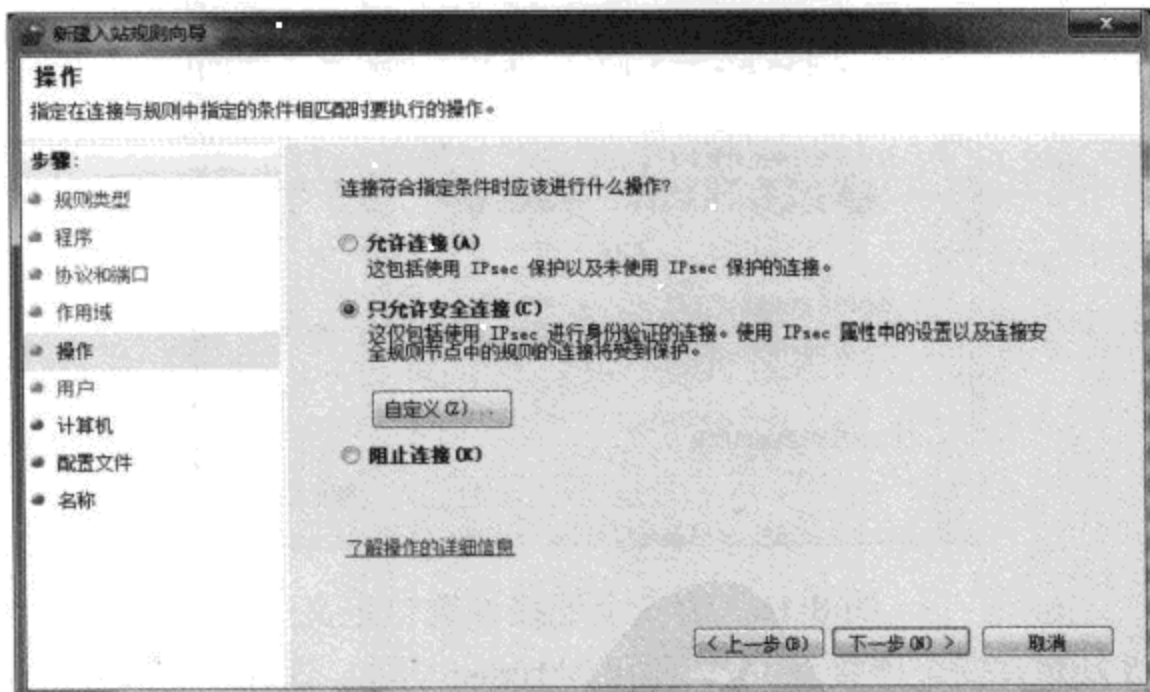 新建入站规则向导
操作
指定在连接与规则中指定的条件相匹配时要执行的操作。
步骤:
规则类型
程序
协议和端口
作用域
操作
用户
计算机
配置文件
名称
连接符合指定条件时应该进行什么操作?
允许连接(A)
这包括使用 IPsec 保护以及未使用 IPsec 保护的连接。
只允许安全连接(C)
这仅包括使用 IPsec 进行身份验证的连接。使用 IPsec 属性中的设置以及连接安
全规则节点中的规则的连接将受到保护。
自定义(Z)...
阻止连接(K)
了解操作的详细信息
< 上一步(B)
下一步(N) >
取消